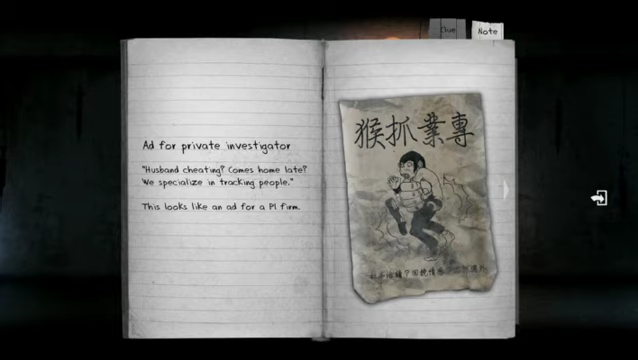 Clue
Note
Ad for private investigator
"Husband cheating? Comes home late?
We specialize in tracking people."
This looks like an ad for a PI firm.
猴抓業專